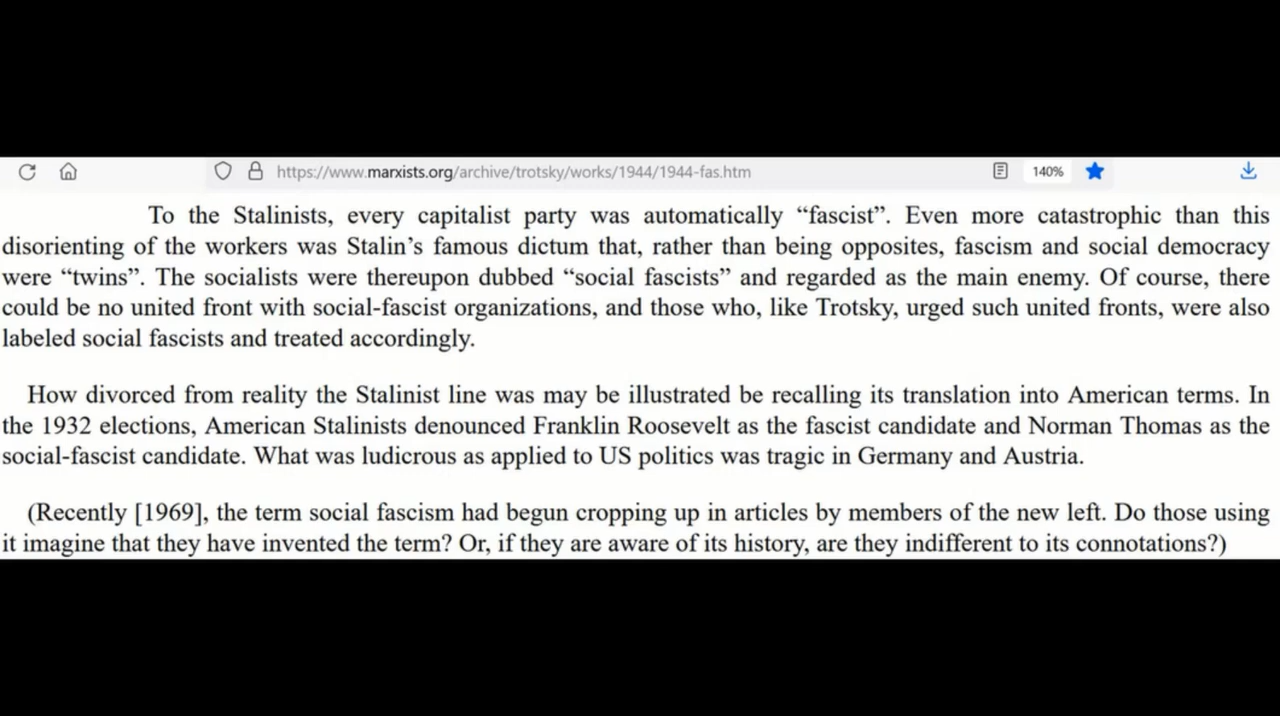 https://www.marxists.org/archive/trotsky/works/1944/1944-fas.htm 140%
To the Stalinists, every capitalist party was automatically “fascist”. Even more catastrophic than this
disorienting of the workers was Stalin’s famous dictum that, rather than being opposites, fascism and social democracy
were “twins”. The socialists were thereupon dubbed “social fascists” and regarded as the main enemy. Of course, there
could be no united front with social-fascist organizations, and those who, like Trotsky, urged such united fronts, were also
labeled social fascists and treated accordingly.
How divorced from reality the Stalinist line was may be illustrated be recalling its translation into American terms. In
the 1932 elections, American Stalinists denounced Franklin Roosevelt as the fascist candidate and Norman Thomas as the
social-fascist candidate. What was ludicrous as applied to US politics was tragic in Germany and Austria.
(Recently [1969], the term social fascism had begun cropping up in articles by members of the new left. Do those using
it imagine that they have invented the term? Or, if they are aware of its history, are they indifferent to its connotations?)